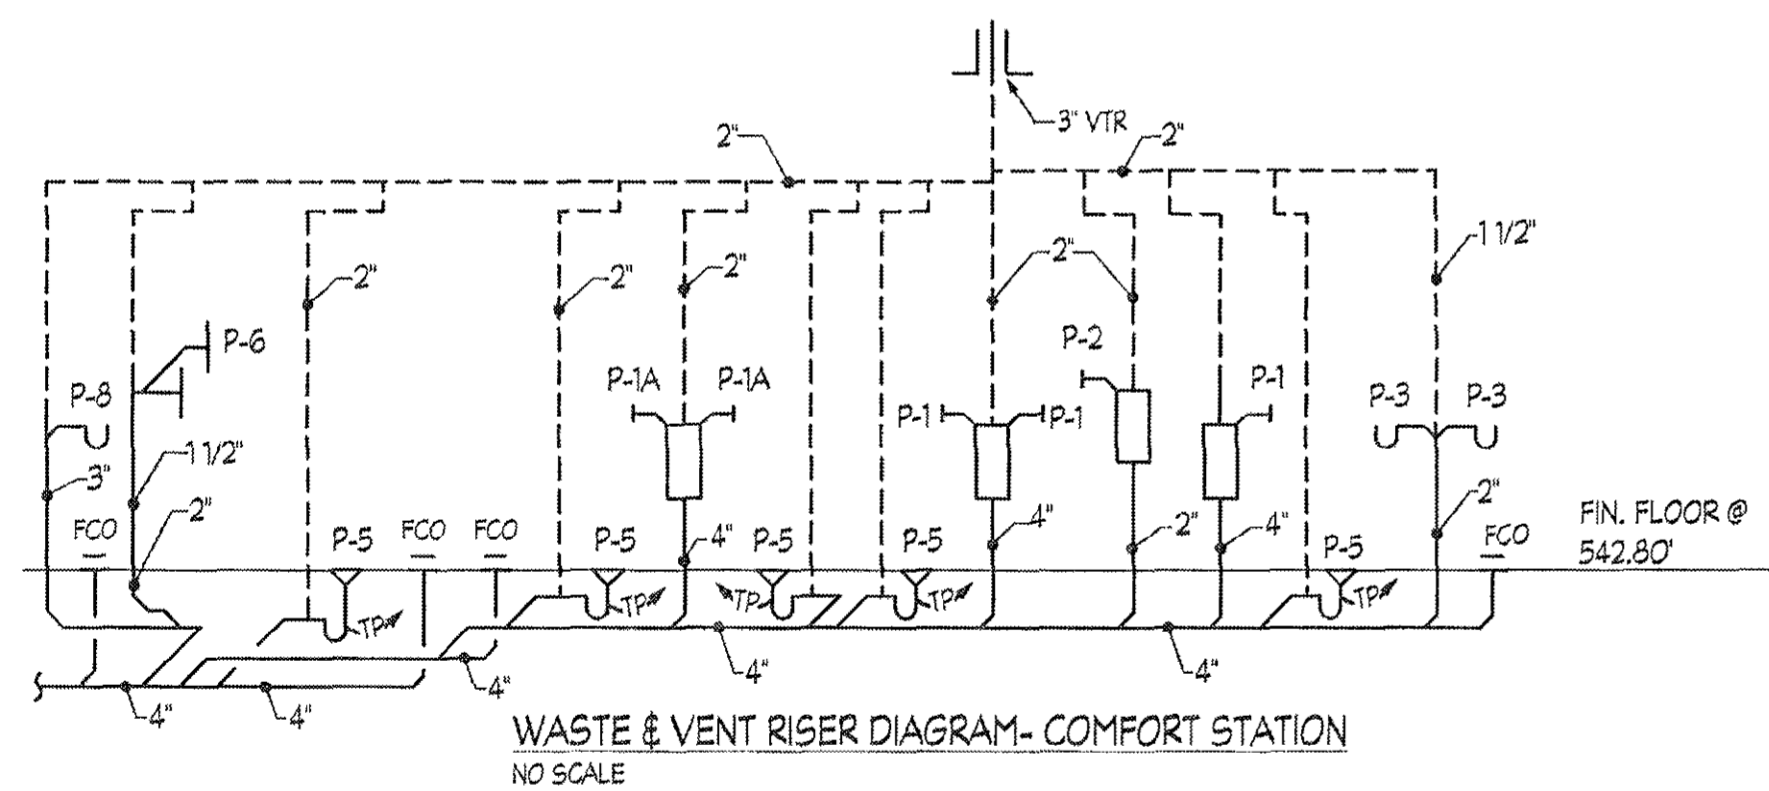 3" VTR
2"
2"
1 1/2"
2"
2"
2"
2"
P-6
P-2
P-8
P-1A
P-1A
P-1
P-1
P-1
P-3
P-3
1 1/2"
3"
2"
2"
FCO
P-5
FCO
FCO
P-5
4"
P-5
P-5
4"
2"
4"
P-5
FCO
FIN. FLOOR @
542.80'
TP
TP
TP
TP
TP
4"
4"
4"
4"
4"
WASTE & VENT RISER DIAGRAM- COMFORT STATION
NO SCALE